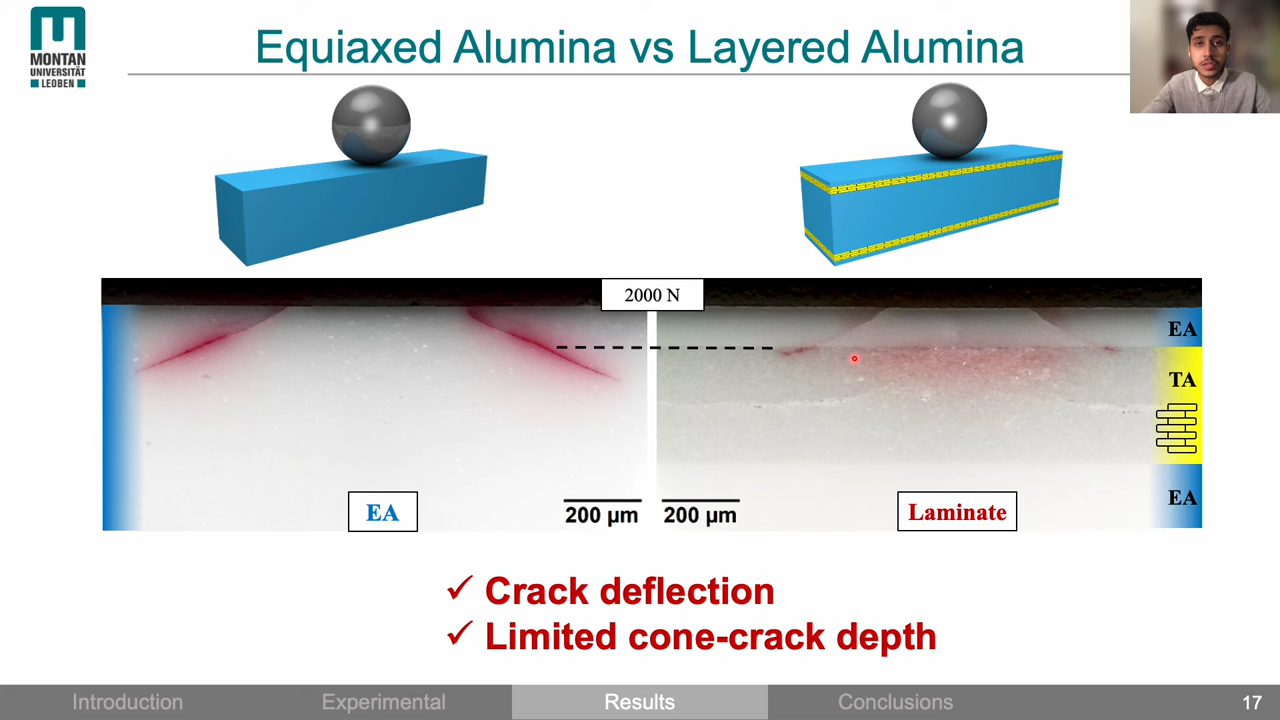 MONTAN
UNIVERSITÄT
LEOBEN
Equiaxed Alumina vs Layered Alumina
2000 N
EA
TA
EA
EA
200 µm
200 µm
Laminate
✓ Crack deflection
✓ Limited cone-crack depth
Introduction
Experimental
Results
Conclusions
17